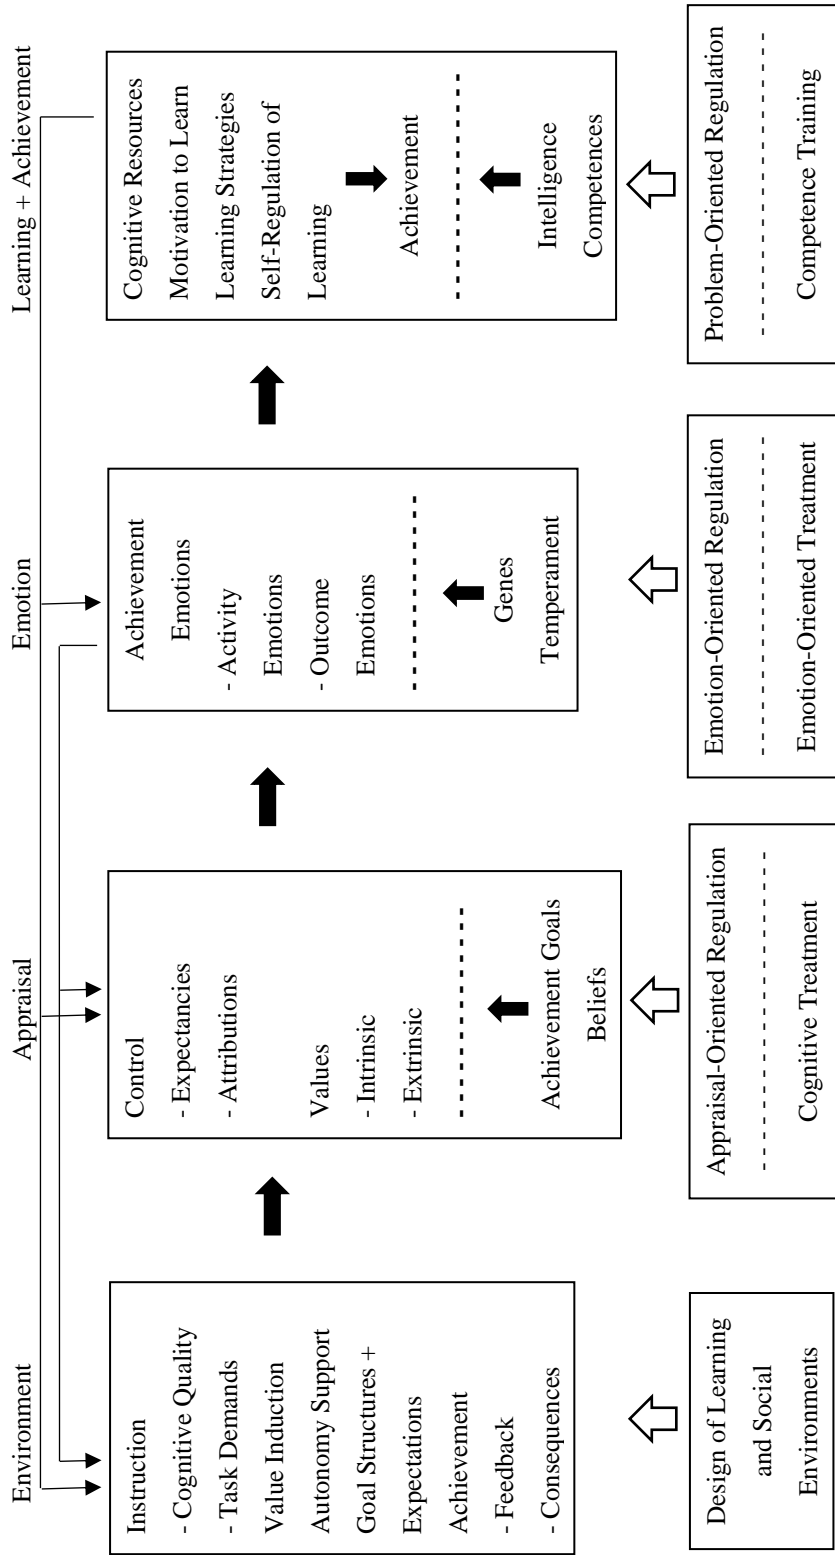 Environment
Appraisal
Emotion
Learning + Achievement
Instruction
- Cognitive Quality
- Task Demands
Value Induction
Autonomy Support
Goal Structures +
Expectations
Achievement
- Feedback
- Consequences
Control
- Expectancies
- Attributions
Values
- Intrinsic
- Extrinsic
Achievement Goals
Beliefs
Achievement
Emotions
- Activity
Emotions
- Outcome
Emotions
Genes
Temperament
Cognitive Resources
Motivation to Learn
Learning Strategies
Self-Regulation of
Learning
Achievement
Intelligence
Competences
Design of Learning
and Social
Environments
Appraisal-Oriented Regulation
Cognitive Treatment
Emotion-Oriented Regulation
Emotion-Oriented Treatment
Problem-Oriented Regulation
Competence Training